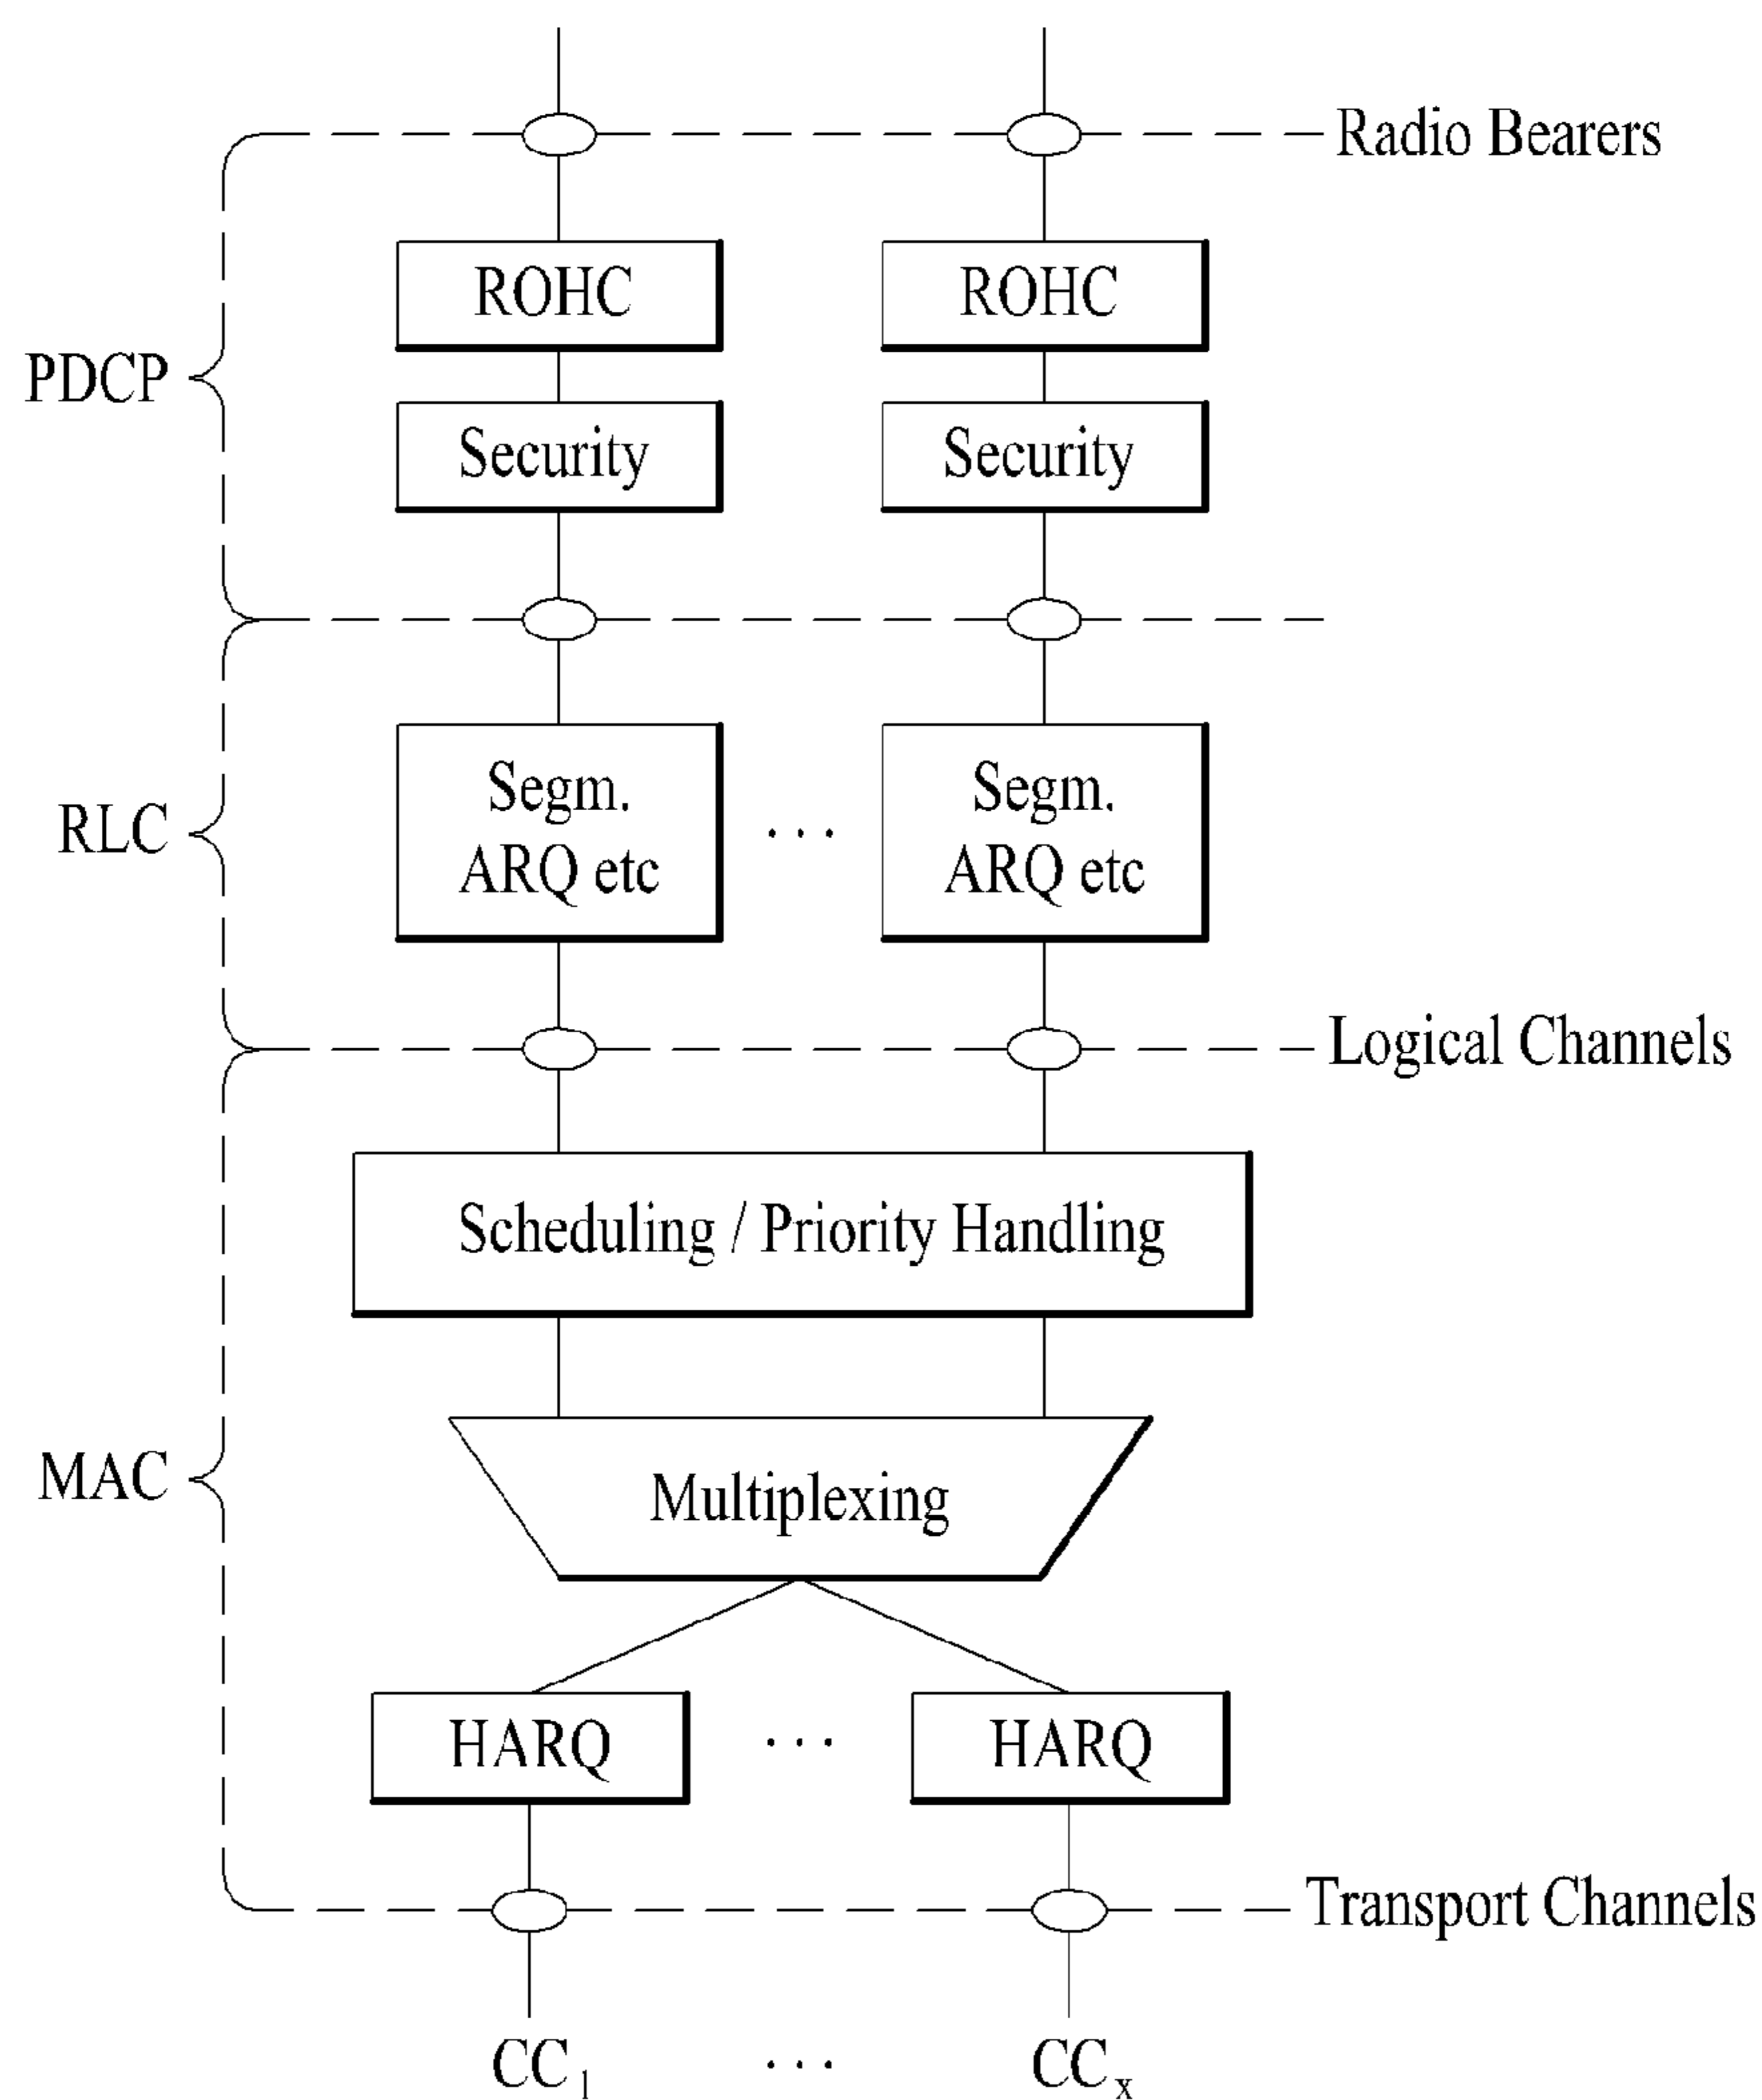 Radio Bearers
ROHC
ROHC
PDCP
Security
Security
Segm.
ARQ etc
...
Segm.
ARQ etc
RLC
Logical Channels
Scheduling / Priority Handling
MAC
Multiplexing
HARQ
...
HARQ
Transport Channels
CC1
...
CCx